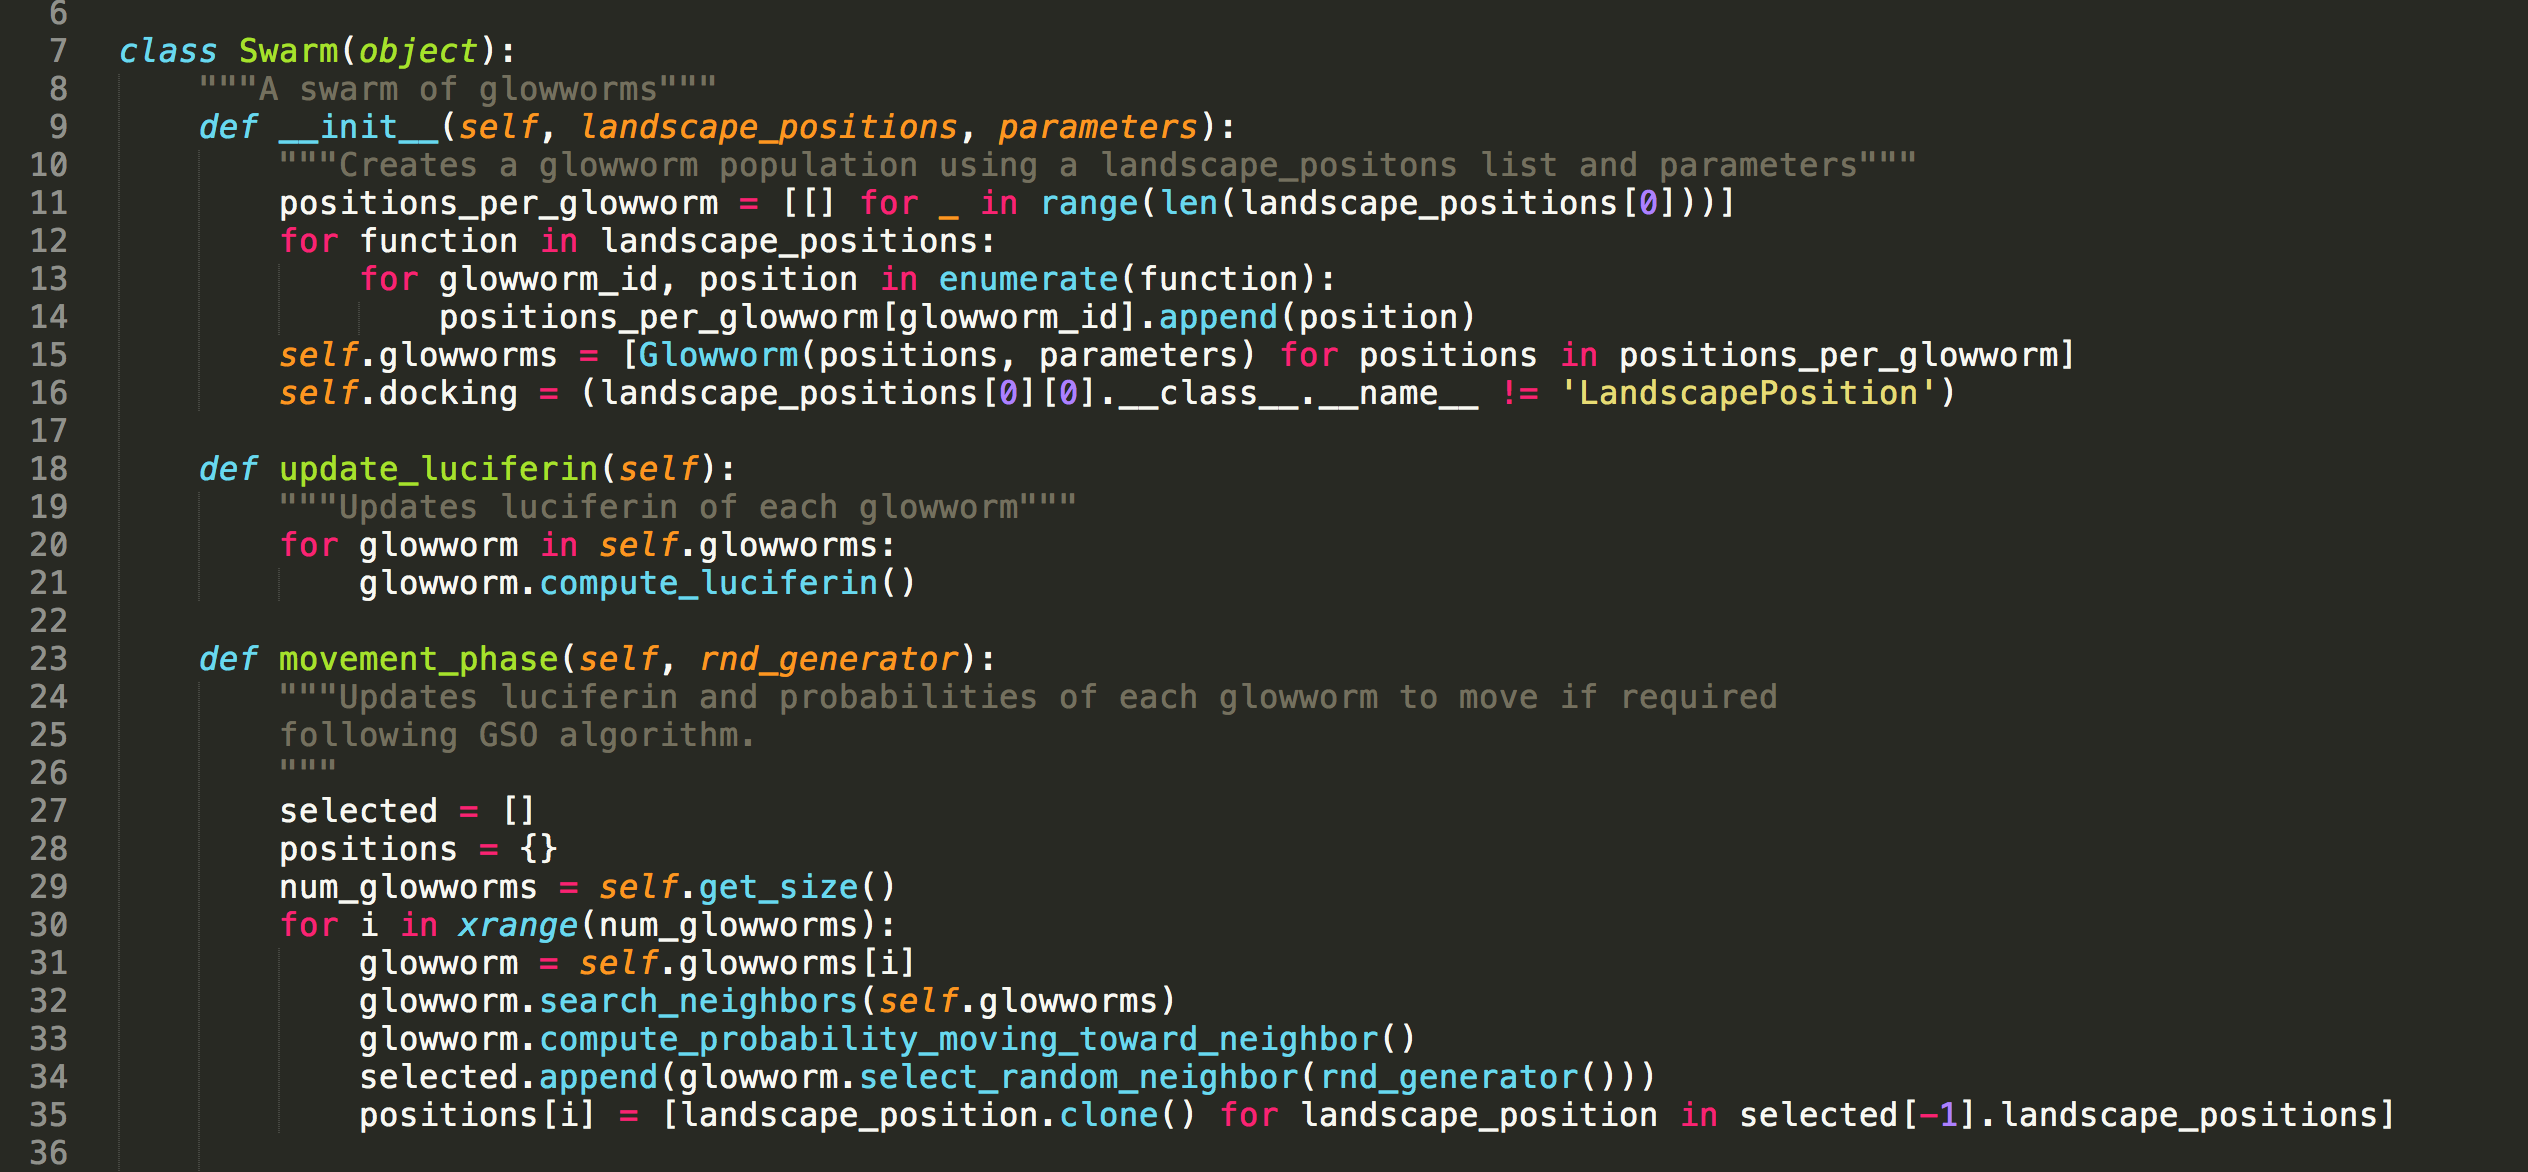 6
7 class Swarm(object):
8     """A swarm of glowworms"""
9     def __init__(self, landscape_positions, parameters):
10         """Creates a glowworm population using a landscape_positons list and parameters"""
11         positions_per_glowworm = [[] for _ in range(len(landscape_positions[0]))]
12         for function in landscape_positions:
13             for glowworm_id, position in enumerate(function):
14                 positions_per_glowworm[glowworm_id].append(position)
15         self.glowworms = [Glowworm(positions, parameters) for positions in positions_per_glowworm]
16         self.docking = (landscape_positions[0][0].__class__.__name__ != 'LandscapePosition')
17
18     def update_luciferin(self):
19         """Updates luciferin of each glowworm"""
20         for glowworm in self.glowworms:
21             glowworm.compute_luciferin()
22
23     def movement_phase(self, rnd_generator):
24         """Updates luciferin and probabilities of each glowworm to move if required
25         following GSO algorithm.
26         """
27         selected = []
28         positions = {}
29         num_glowworms = self.get_size()
30         for i in xrange(num_glowworms):
31             glowworm = self.glowworms[i]
32             glowworm.search_neighbors(self.glowworms)
33             glowworm.compute_probability_moving_toward_neighbor()
34             selected.append(glowworm.select_random_neighbor(rnd_generator()))
35             positions[i] = [landscape_position.clone() for landscape_position in selected[-1].landscape_positions]
36